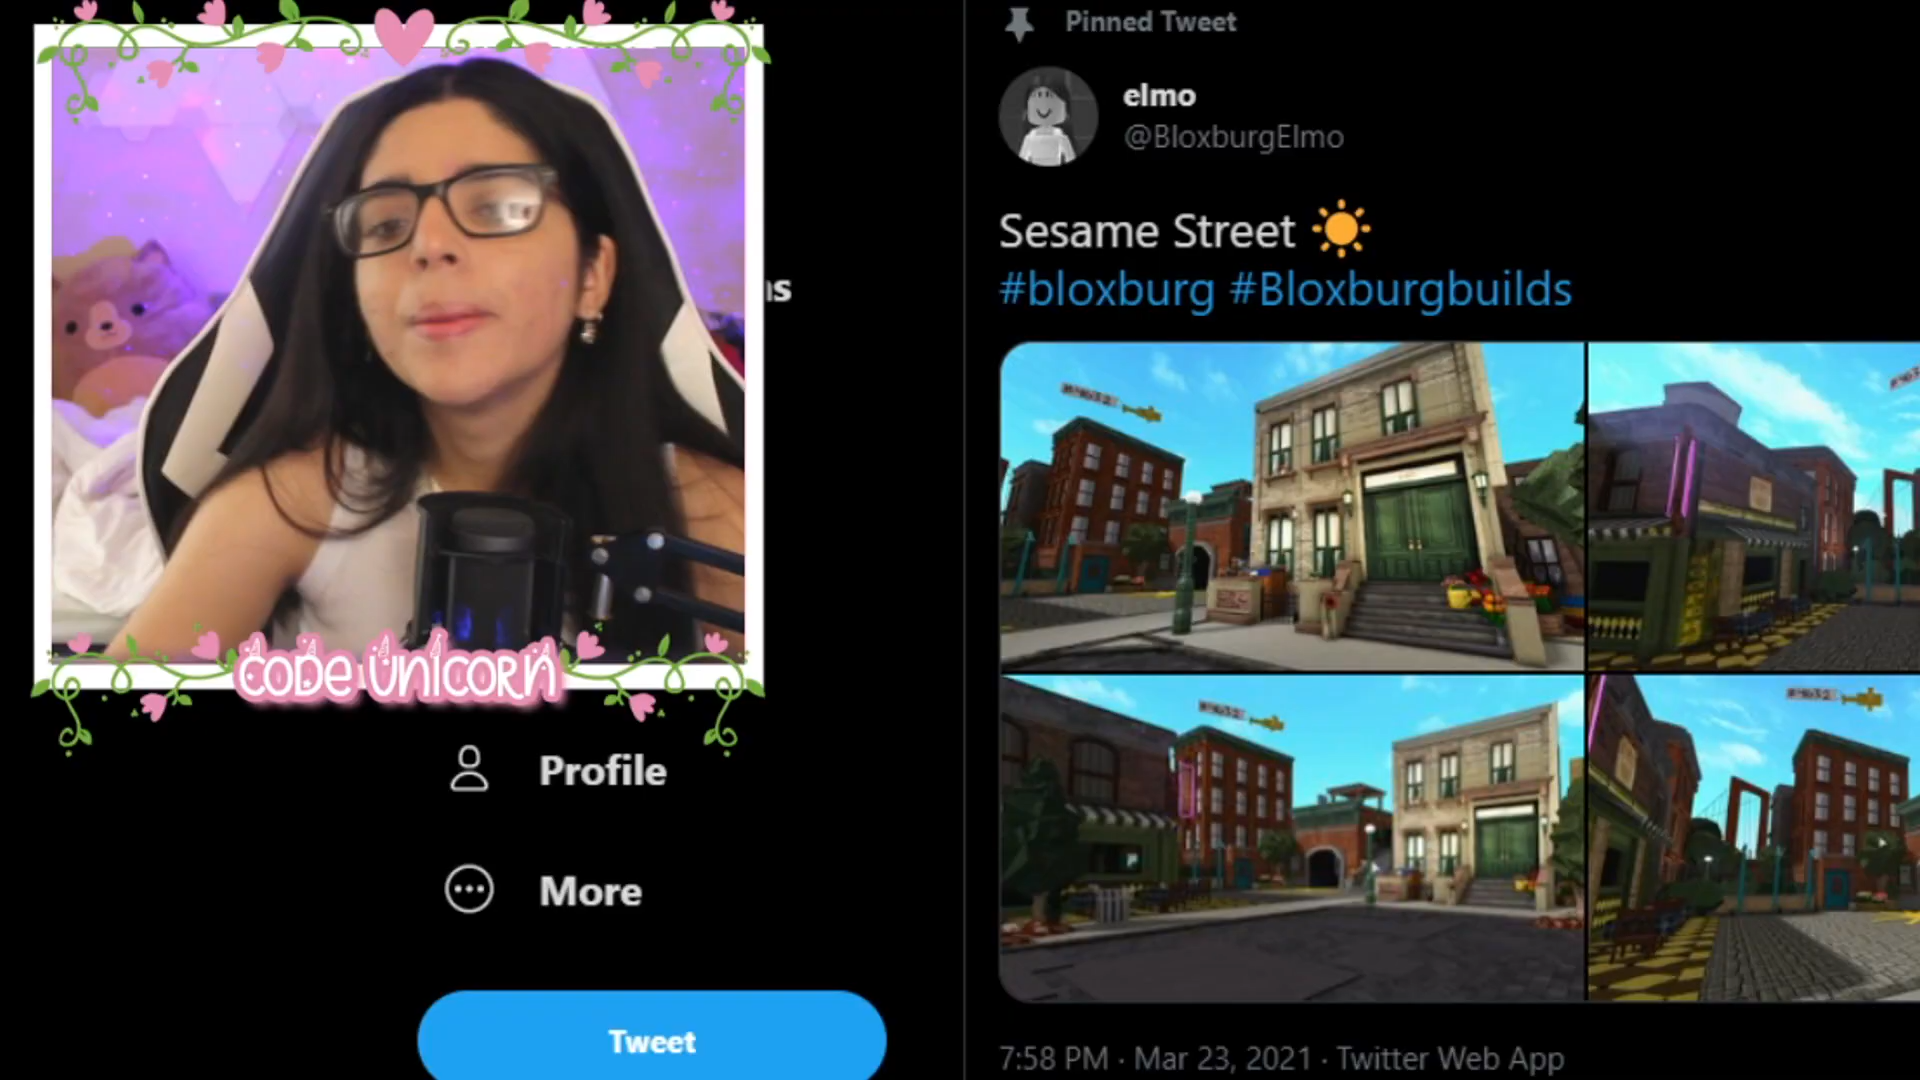 Pinned Tweet
elmo
@BloxburgElmo
Sesame Street
#bloxburg #Bloxburgbuilds
CODE UNICORN
Profile
More
Tweet
7:58 PM · Mar 23, 2021 · Twitter Web App